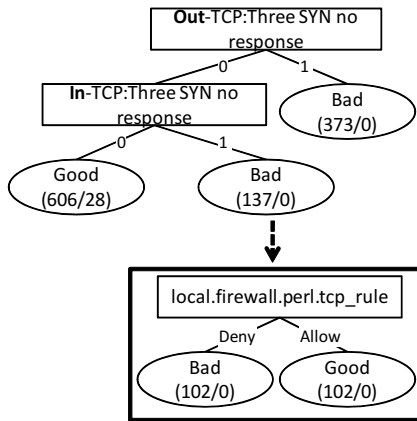 Out-TCP:Three SYN no
response
0
1
In-TCP:Three SYN no
response
Bad
(373/0)
0
1
Good
(606/28)
Bad
(137/0)
local.firewall.perl.tcp_rule
Deny
Allow
Bad
(102/0)
Good
(102/0)